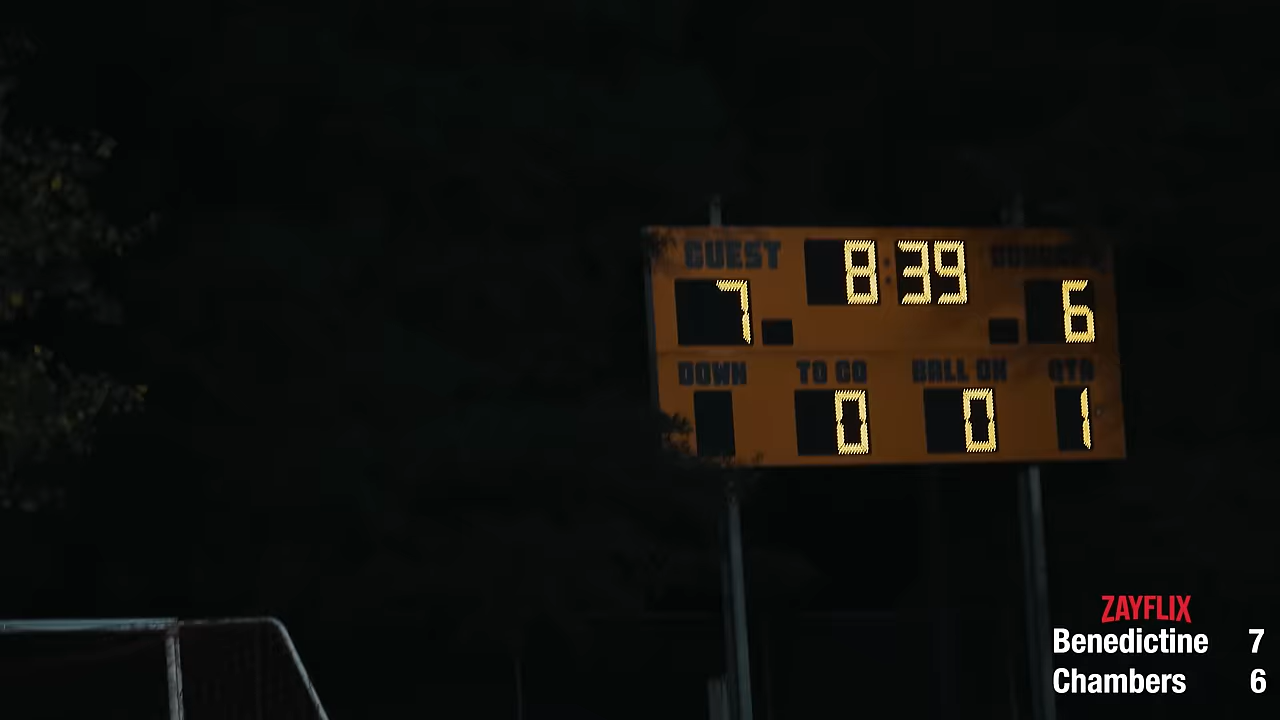 GUEST
8:39
7
6
DOWN
TO GO
BALL ON
QTR
0
0
1
ZAYFLIX
Benedictine 7
Chambers 6